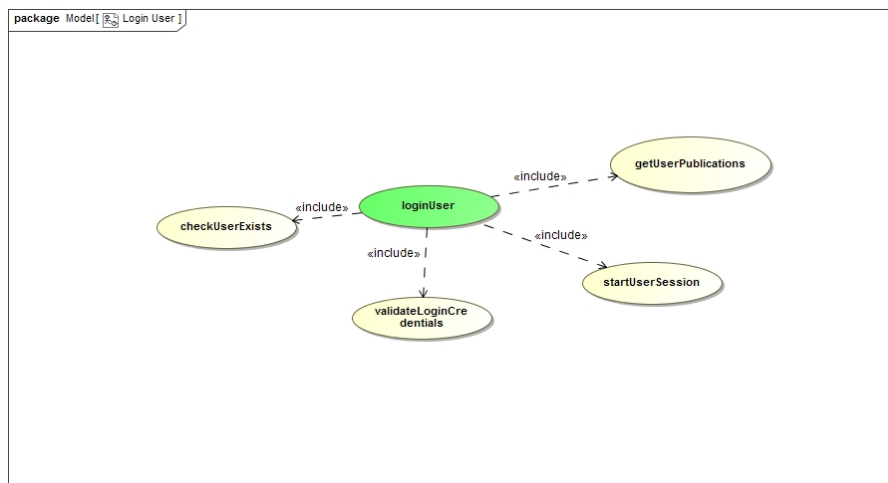 package Model[ Login User ]
getUserPublications
«include»
loginUser
«include»
checkUserExists
«include»
«include»
startUserSession
validateLoginCre
dentials